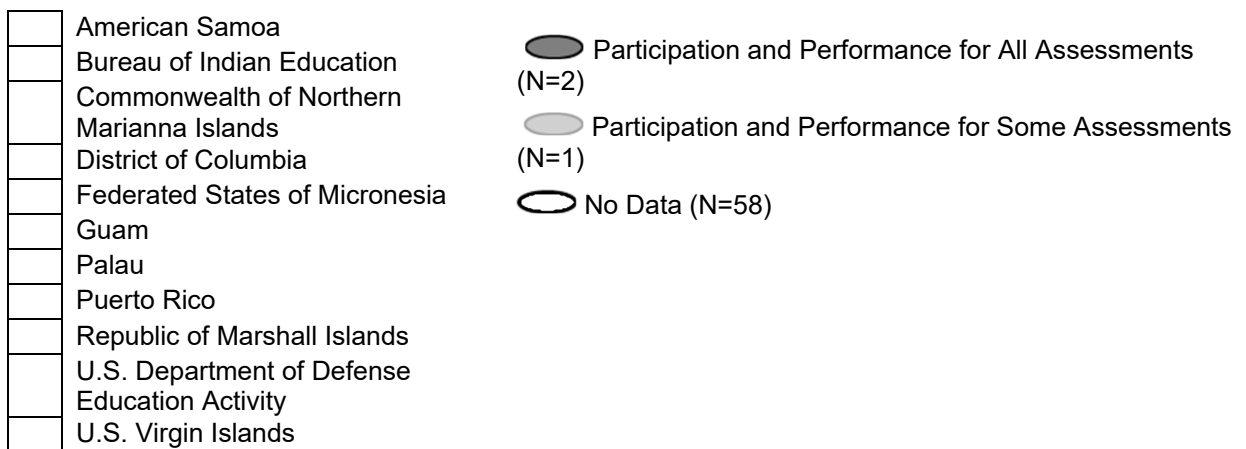 American Samoa
Bureau of Indian Education
Commonwealth of Northern
Marianna Islands
District of Columbia
Federated States of Micronesia
Guam
Palau
Puerto Rico
Republic of Marshall Islands
U.S. Department of Defense
Education Activity
U.S. Virgin Islands
Participation and Performance for All Assessments
(N=2)
Participation and Performance for Some Assessments
(N=1)
No Data (N=58)